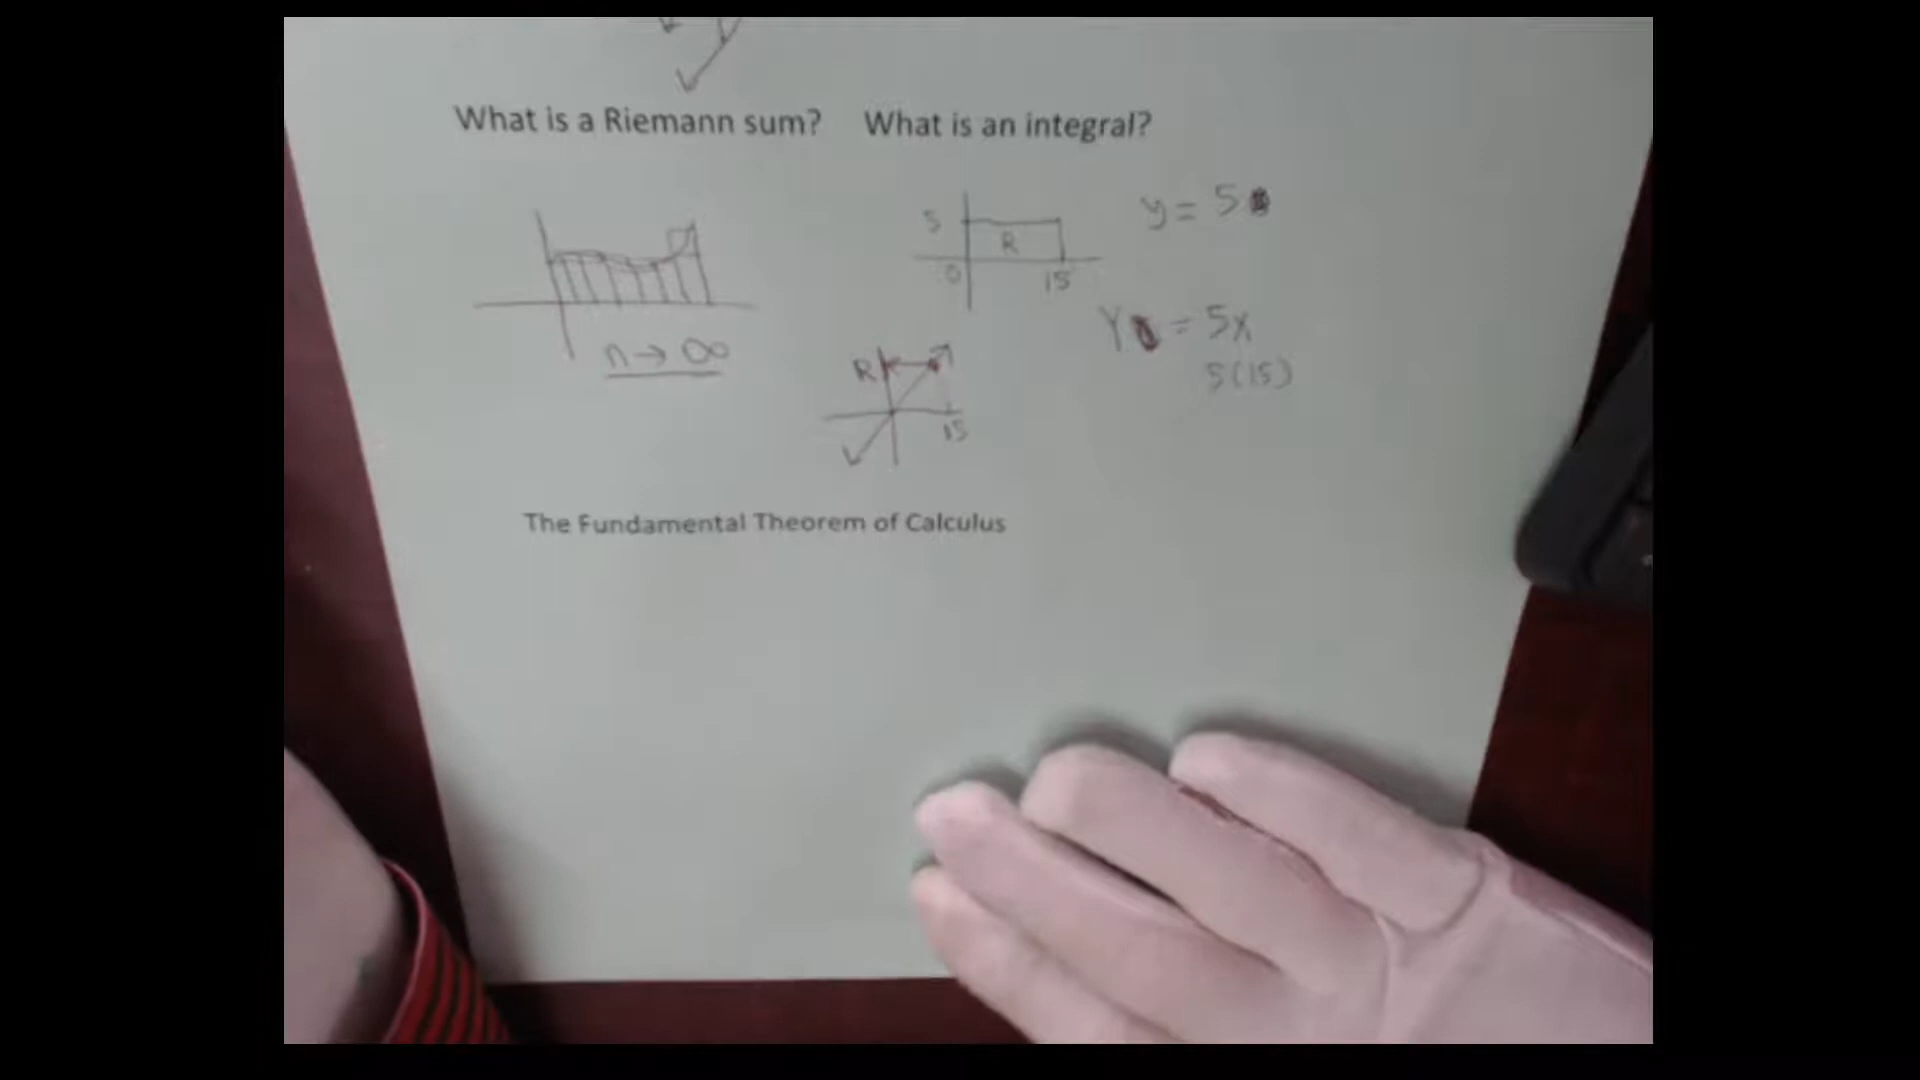 What is a Riemann sum? What is an integral?
y = 5
5
R
0
15
n → ∞
Y = 5x
5(15)
R
15
The Fundamental Theorem of Calculus